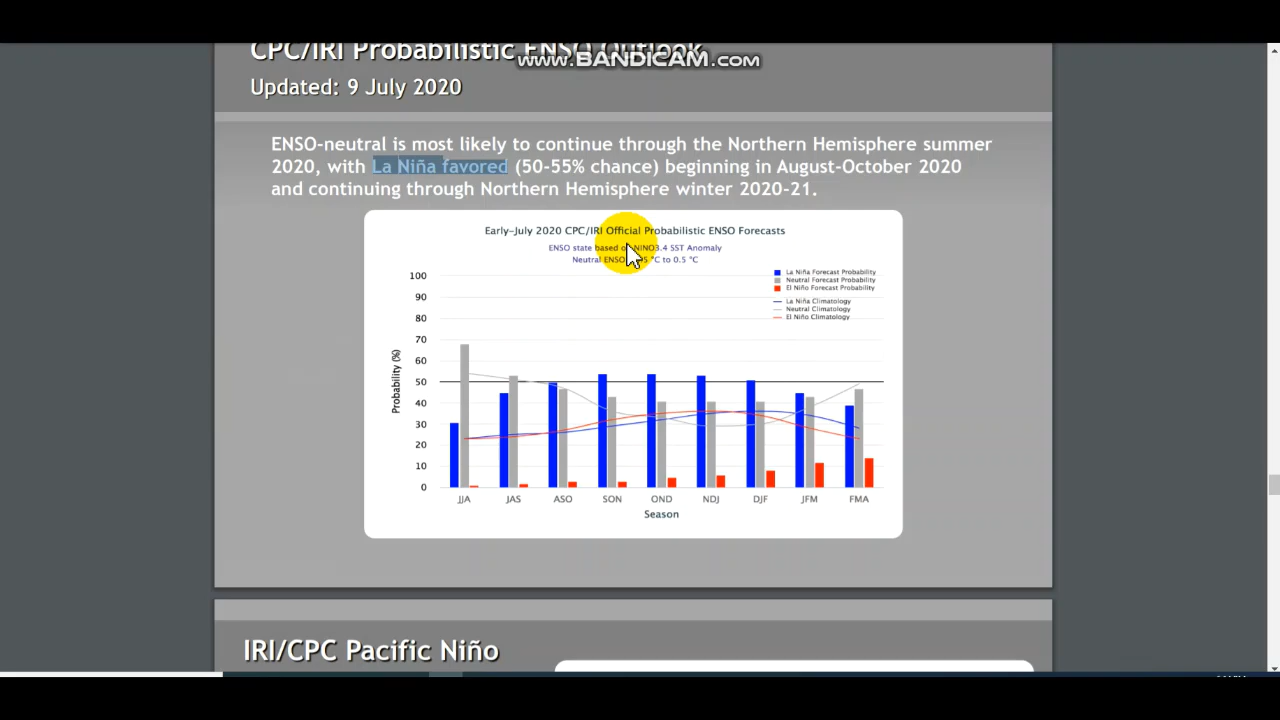 CPC/IRI Probabilistic ENSO Outlook
www.BANDICAM.com
Updated: 9 July 2020
ENSO-neutral is most likely to continue through the Northern Hemisphere summer
2020, with La Niña favored (50-55% chance) beginning in August-October 2020
and continuing through Northern Hemisphere winter 2020-21.
Early-July 2020 CPC/IRI Official Probabilistic ENSO Forecasts
ENSO state based on NINO3.4 SST Anomaly
Neutral ENSO: 5 °C to 0.5 °C
La Niña Forecast Probability
Neutral Forecast Probability
El Niño Forecast Probability
La Niña Climatology
Neutral Climatology
El Niño Climatology
Probability (%)
100
90
80
70
60
50
40
30
20
10
0
JJA JAS ASO SON OND NDJ DJF JFM FMA
Season
IRI/CPC Pacific Niño